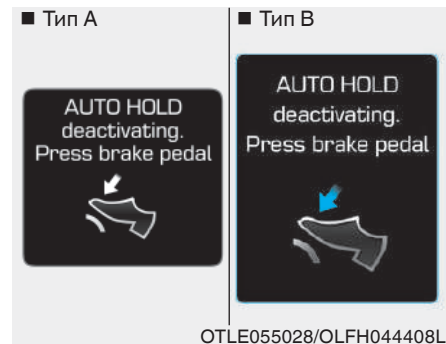 ■ Тип А
AUTO HOLD
deactivating.
Press brake pedal
■ Тип В
AUTO HOLD
deactivating.
Press brake pedal
OTLE055028/OLFH044408L